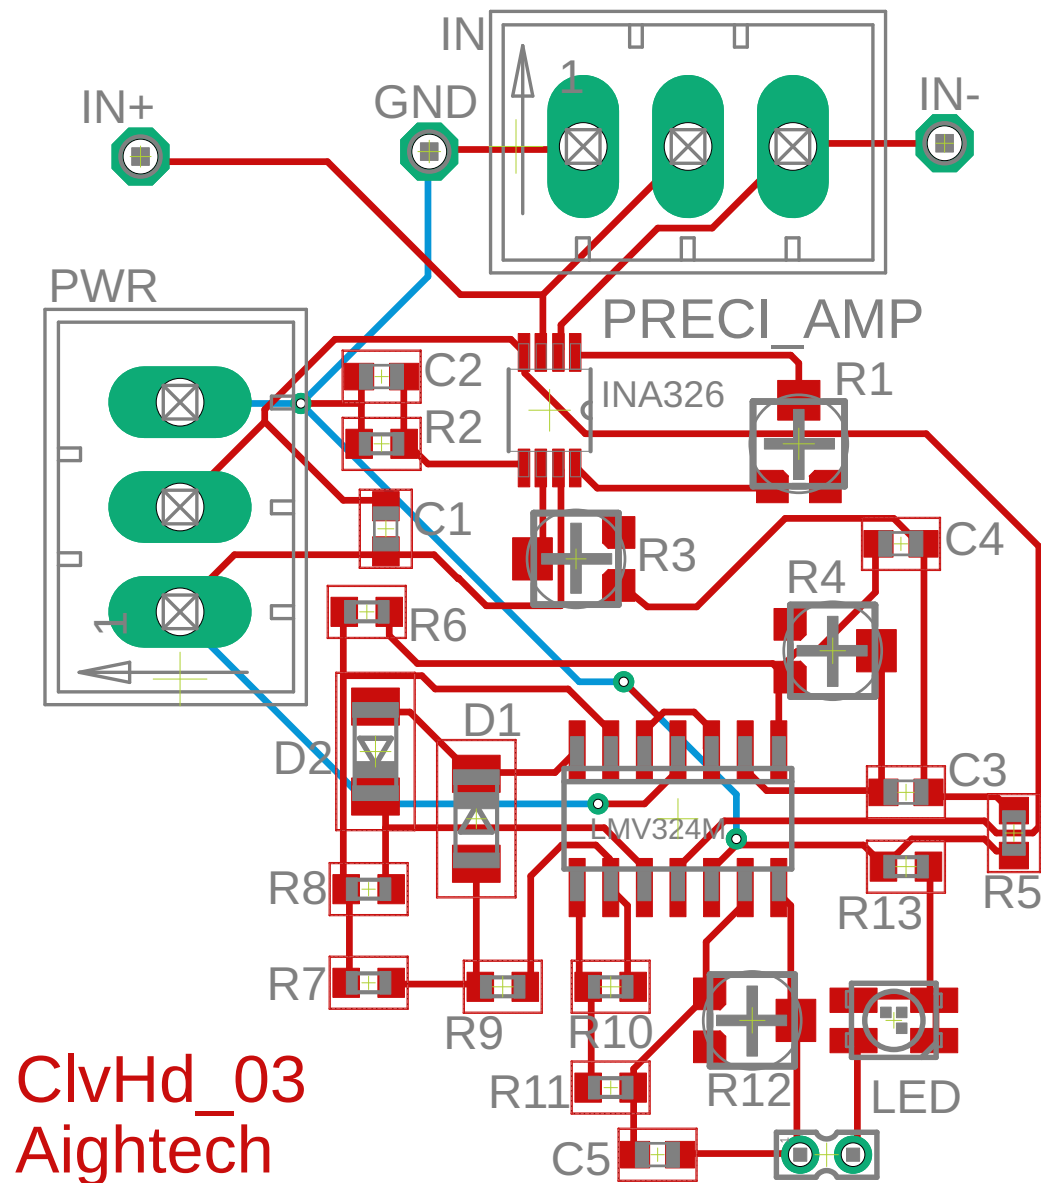 IN
1
IN+
GND
IN-
PWR
PRECI_AMP
C2
INA326
R1
R2
C1
R3
C4
R4
1
R6
D1
D2
C3
LMV324M
R8
R5
R13
R7
R9
R10
R11
R12
LED
C5
ClvHd_03
Aightech